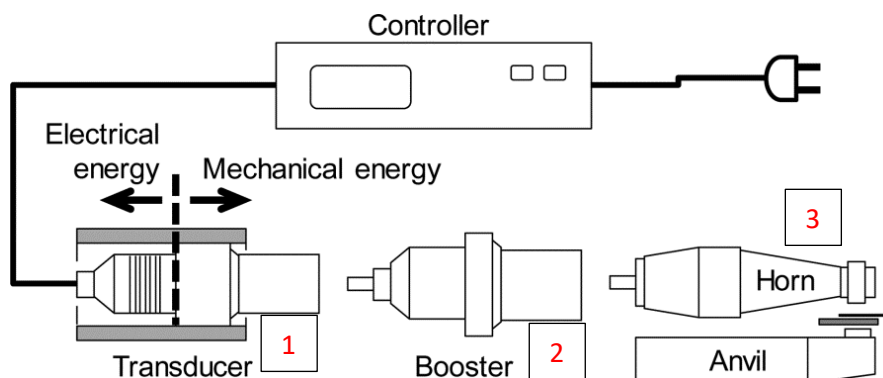 Controller
Electrical
energy
Mechanical energy
3
Horn
1
2
Transducer
Booster
Anvil